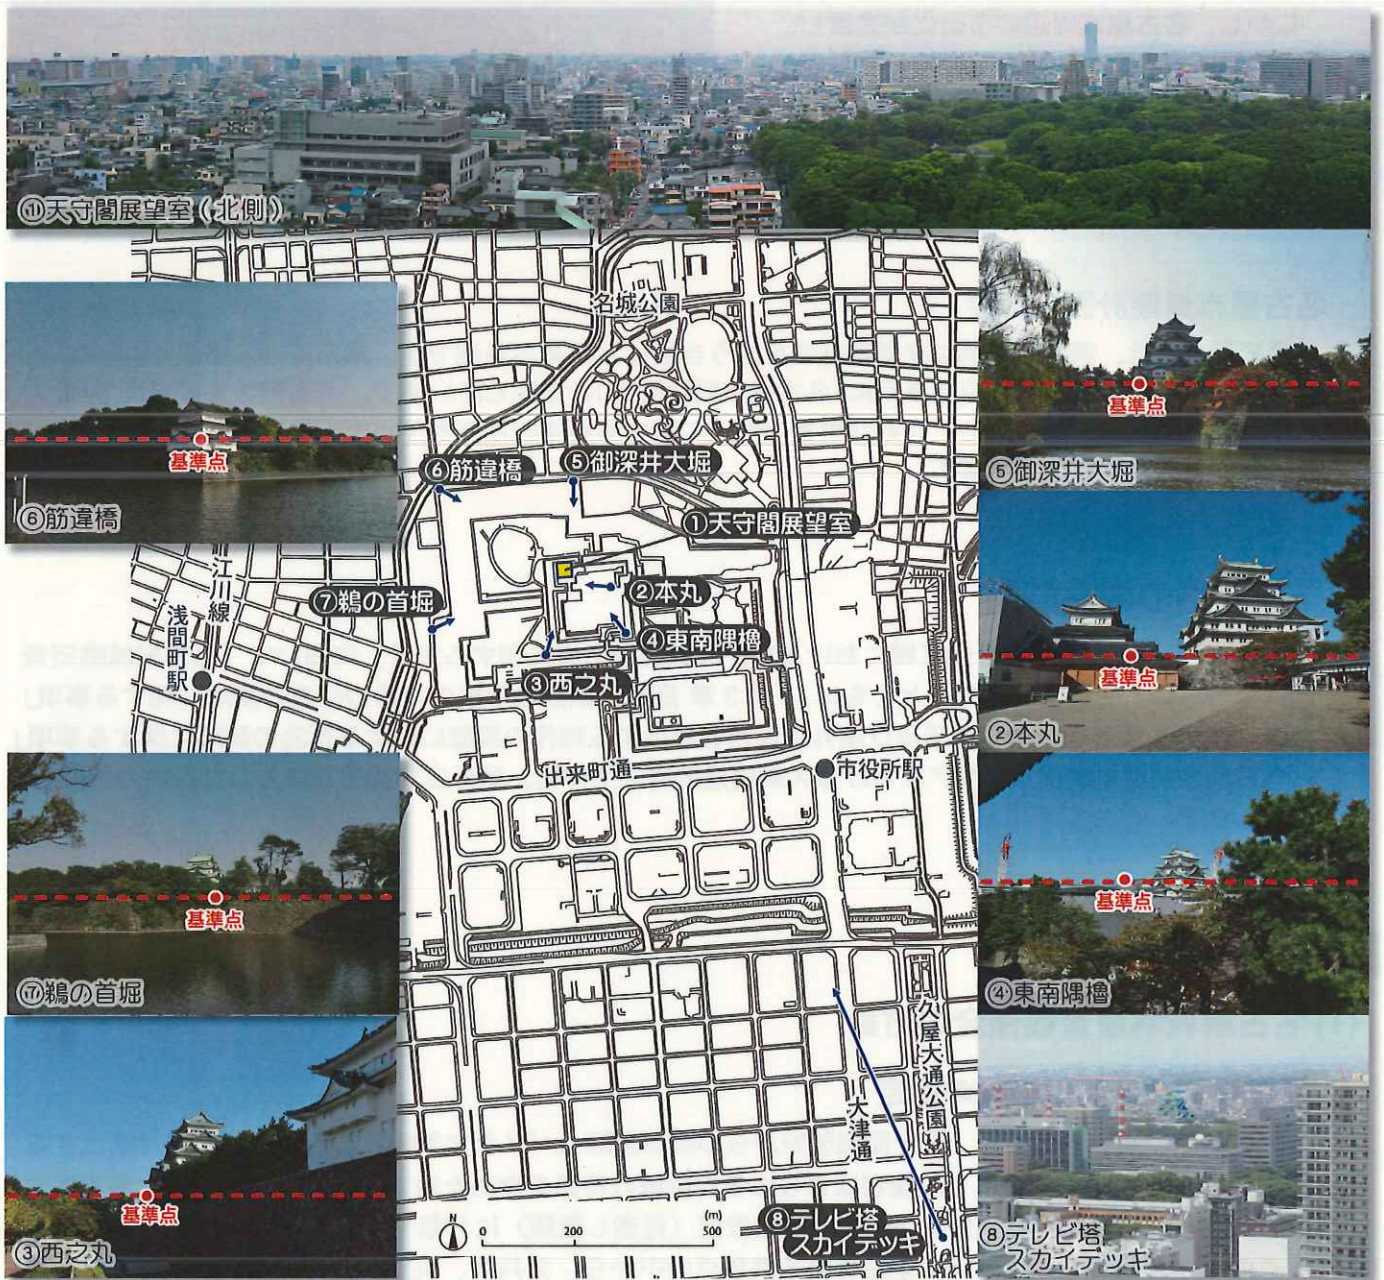 ①天守閣展望室(北側)
基準点
⑥筋違橋
基準点
⑤御深井大堀
基準点
②本丸
基準点
⑦鵜の首堀
基準点
④東南隅櫓
基準点
③西之丸
⑧テレビ塔
スカイデッキ
名城公園
⑥筋違橋
⑤御深井大堀
①天守閣展望室
②本丸
⑦鵜の首堀
④東南隅櫓
③西之丸
江川線
浅間町駅
出来町通
市役所駅
久屋大通公園
大津通
⑧テレビ塔
スカイデッキ
N
0 200 500
(m)